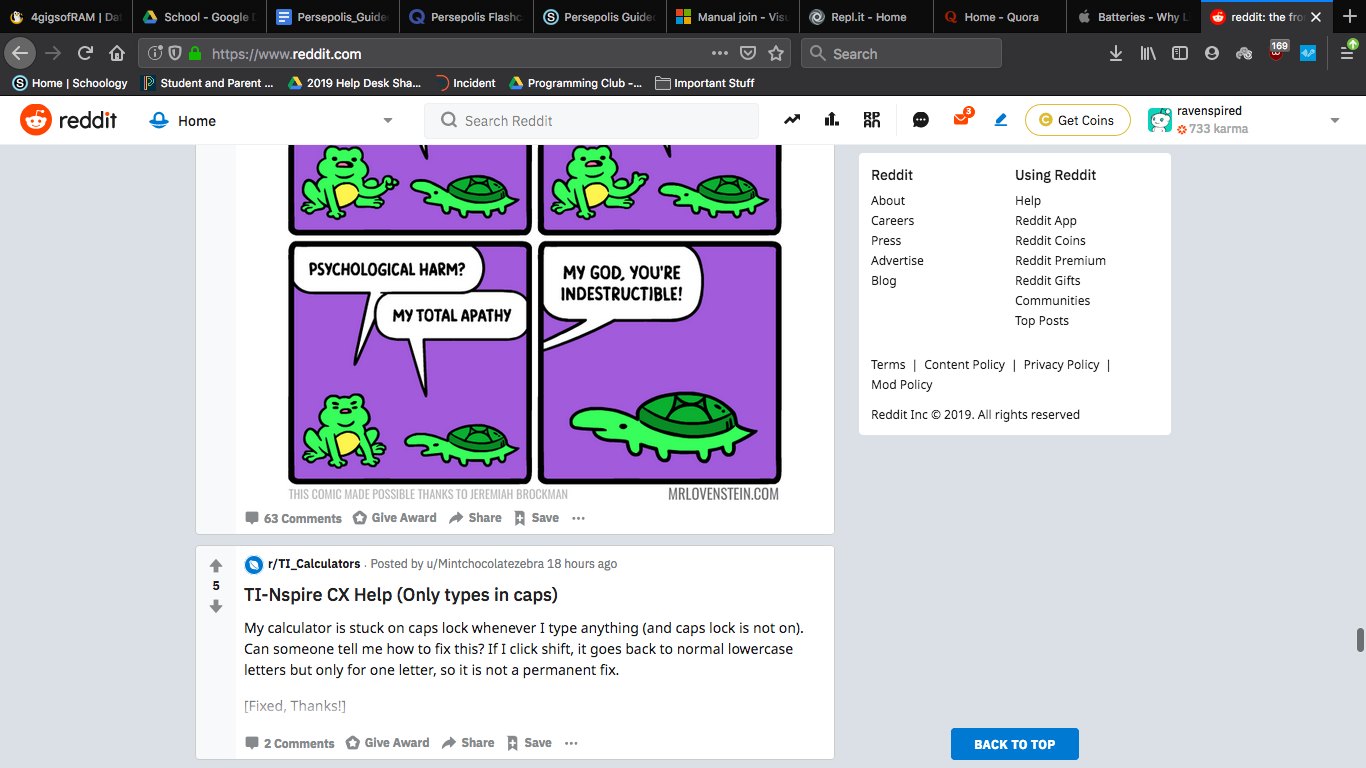 4gigsofRAM | Da
School - Google D
Persepolis_Guide
Persepolis Flashc
Persepolis Guide
Manual join - Vis
Repl.it - Home
Home - Quora
Batteries - Why L
reddit: the fro
https://www.reddit.com
Search
169
Home | Schoology
Student and Parent ...
2019 Help Desk Sha...
Incident
Programming Club -...
Important Stuff
reddit
Home
Search Reddit
3
Get Coins
ravenspired
733 karma
PSYCHOLOGICAL HARM?
MY TOTAL APATHY
MY GOD, YOU'RE
INDESTRUCTIBLE!
THIS COMIC MADE POSSIBLE THANKS TO JEREMIAH BROCKMAN
MRLOVENSTEIN.COM
63 Comments
Give Award
Share
Save
5
r/TI_Calculators . Posted by u/Mintchocolatezebra 18 hours ago
TI-Nspire CX Help (Only types in caps)
My calculator is stuck on caps lock whenever I type anything (and caps lock is not on).
Can someone tell me how to fix this? If I click shift, it goes back to normal lowercase
letters but only for one letter, so it is not a permanent fix.
[Fixed, Thanks!]
2 Comments
Give Award
Share
Save
Reddit
About
Careers
Press
Advertise
Blog
Using Reddit
Help
Reddit App
Reddit Coins
Reddit Premium
Reddit Gifts
Communities
Top Posts
Terms | Content Policy | Privacy Policy |
Mod Policy
Reddit Inc © 2019. All rights reserved
BACK TO TOP